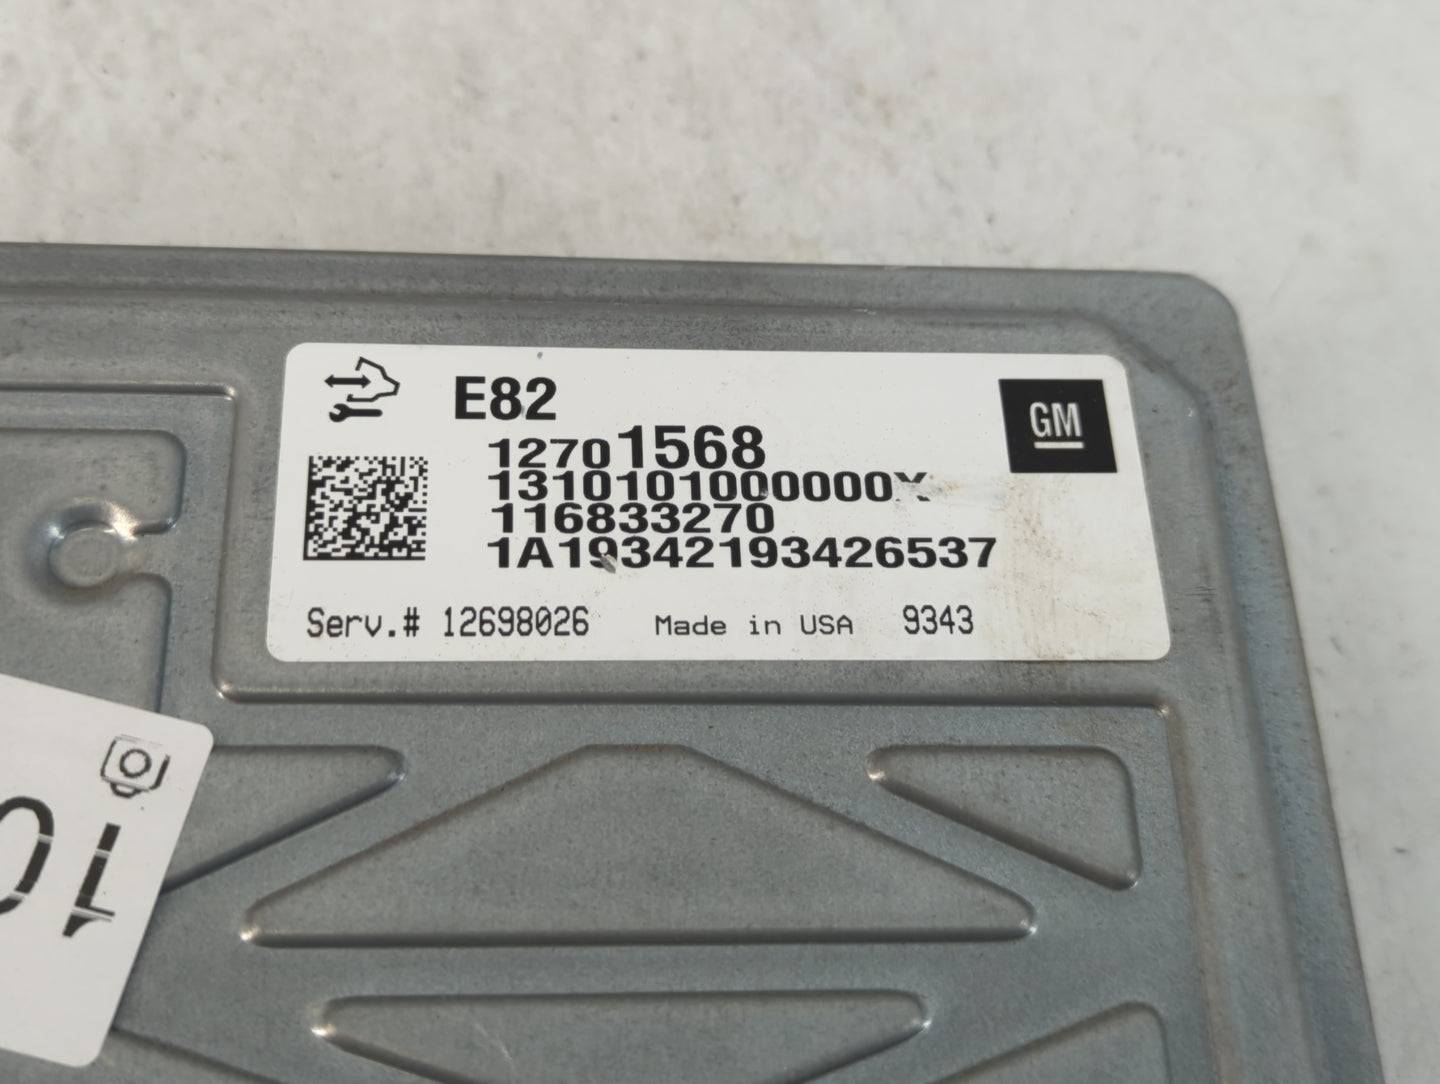 E82
GM
12701568
1310101000000X
116833270
1A19342193426537
Serv.# 12698026 Made in USA 9343